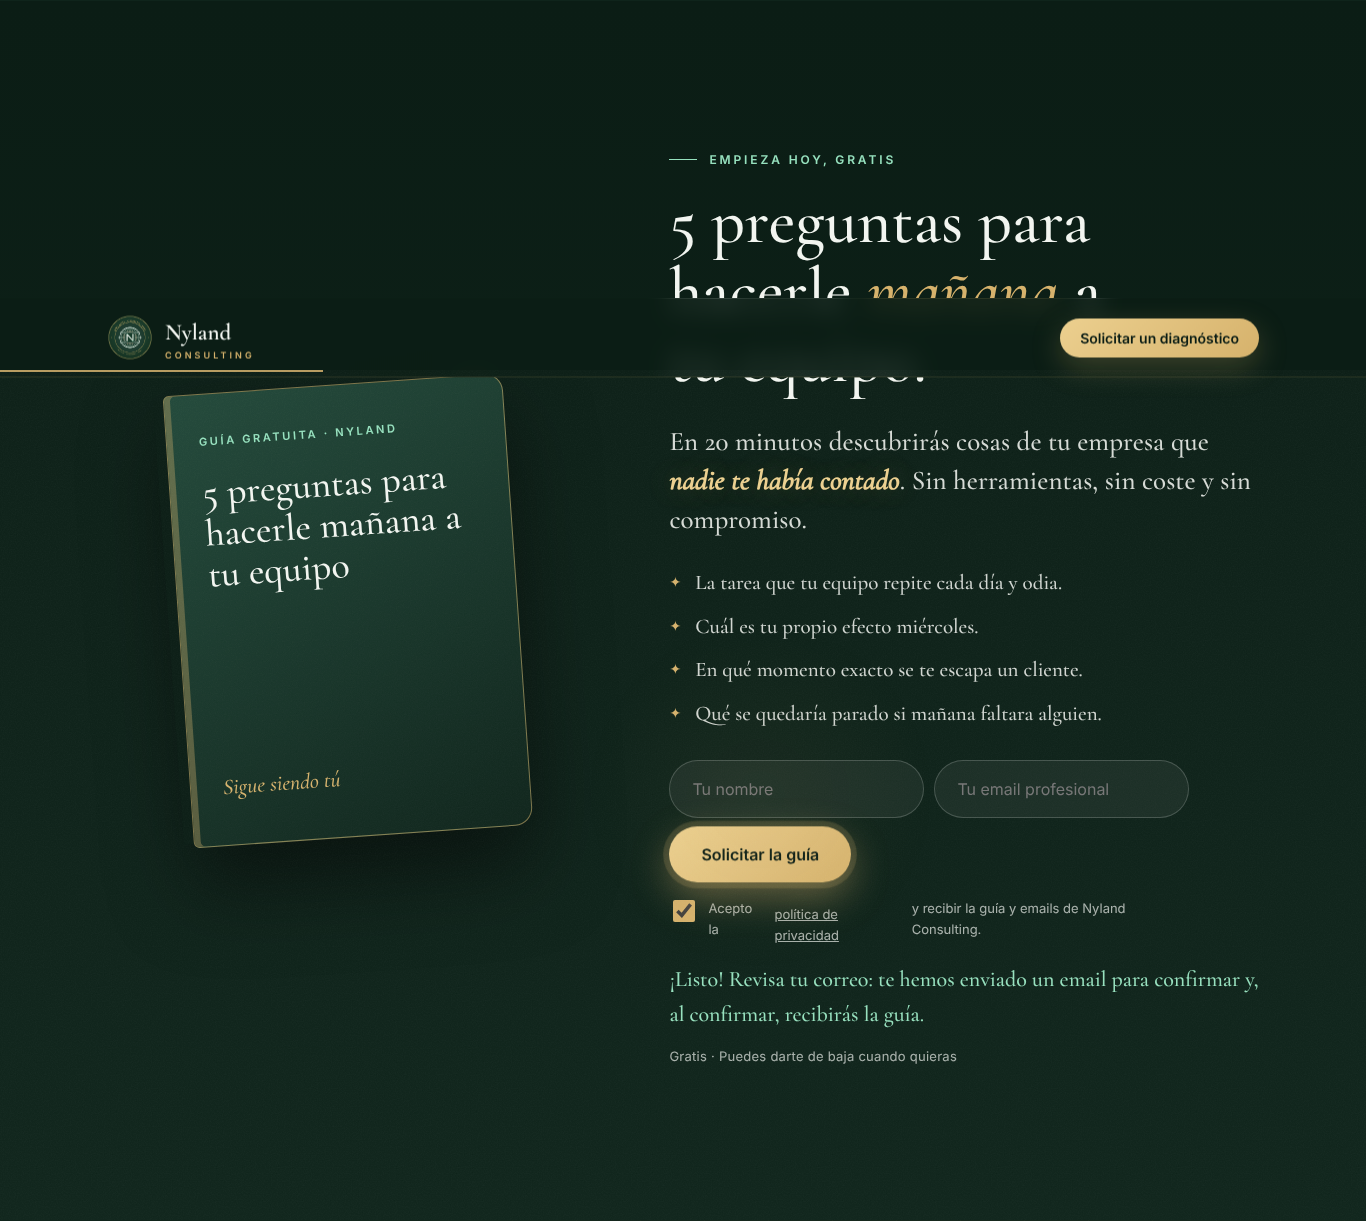 EMPIEZA HOY, GRATIS
5 preguntas para
hacerle mañana a
tu equipo.
Nyland
CONSULTING
Solicitar un diagnóstico
GUÍA GRATUITA · NYLAND
5 preguntas para
hacerle mañana a
tu equipo
Sigue siendo tú
En 20 minutos descubrirás cosas de tu empresa que
nadie te había contado. Sin herramientas, sin coste y sin
compromiso.
✦ La tarea que tu equipo repite cada día y odia.
✦ Cuál es tu propio efecto miércoles.
✦ En qué momento exacto se te escapa un cliente.
✦ Qué se quedaría parado si mañana faltara alguien.
Tu nombre
Tu email profesional
Solicitar la guía
Acepto
la
política de
privacidad
y recibir la guía y emails de Nyland
Consulting.
¡Listo! Revisa tu correo: te hemos enviado un email para confirmar y,
al confirmar, recibirás la guía.
Gratis · Puedes darte de baja cuando quieras